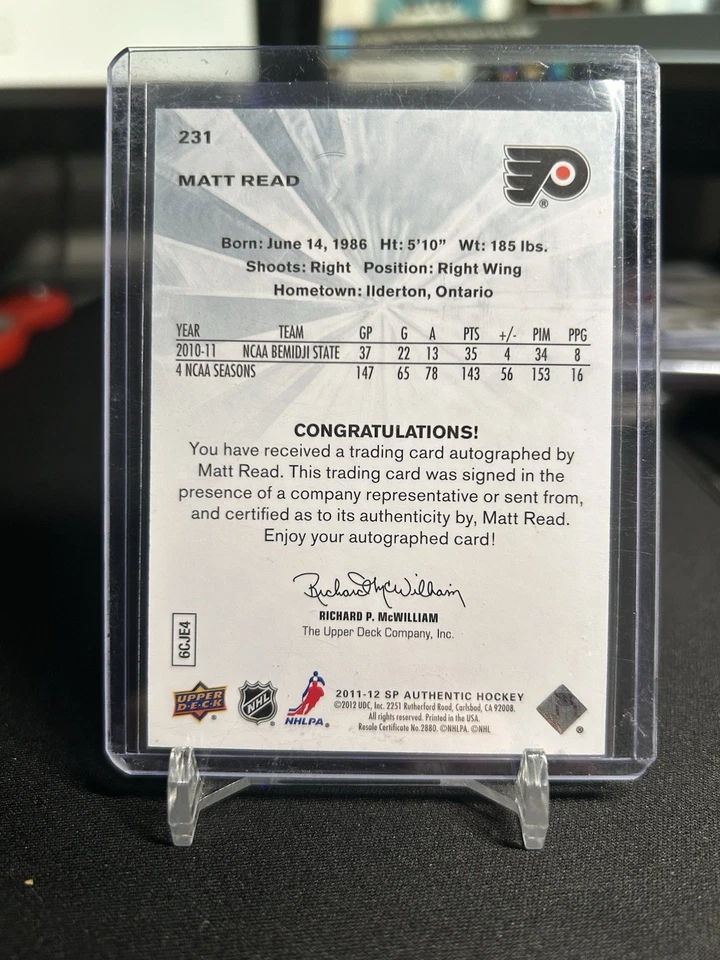 231
MATT READ
®
Born: June 14, 1986 Ht: 5'10" Wt: 185 lbs.
Shoots: Right Position: Right Wing
Hometown: Ilderton, Ontario
YEAR TEAM GP G A PTS +/- PIM PPG
2010-11 NCAA BEMIDJI STATE 37 22 13 35 4 34 8
4 NCAA SEASONS 147 65 78 143 56 153 16
CONGRATULATIONS!
You have received a trading card autographed by
Matt Read. This trading card was signed in the
presence of a company representative or sent from,
and certified as to its authenticity by, Matt Read.
Enjoy your autographed card!
Richard McWilliam
RICHARD P. McWILLIAM
The Upper Deck Company, Inc.
6CJE4
UPPER
D·E·C·K
®
NHL
NHLPA®
2011-12 SP AUTHENTIC HOCKEY
©2012 UDC, Inc. 2251 Rutherford Road, Carlsbad, CA 92008.
All rights reserved. Printed in the USA.
Resale Certificate No. 2880. ©NHLPA. ©NHL
®